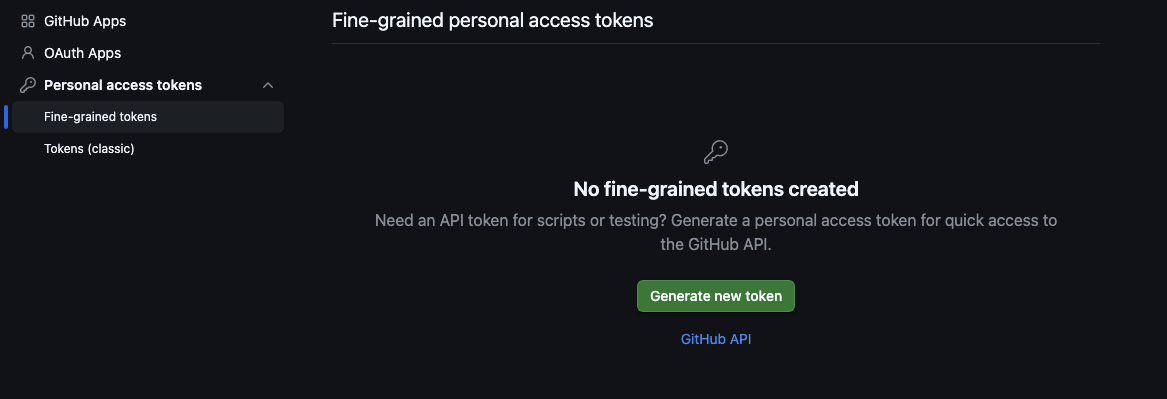 GitHub Apps
OAuth Apps
Personal access tokens
Fine-grained tokens
Tokens (classic)
Fine-grained personal access tokens
No fine-grained tokens created
Need an API token for scripts or testing? Generate a personal access token for quick access to
the GitHub API.
Generate new token
GitHub API